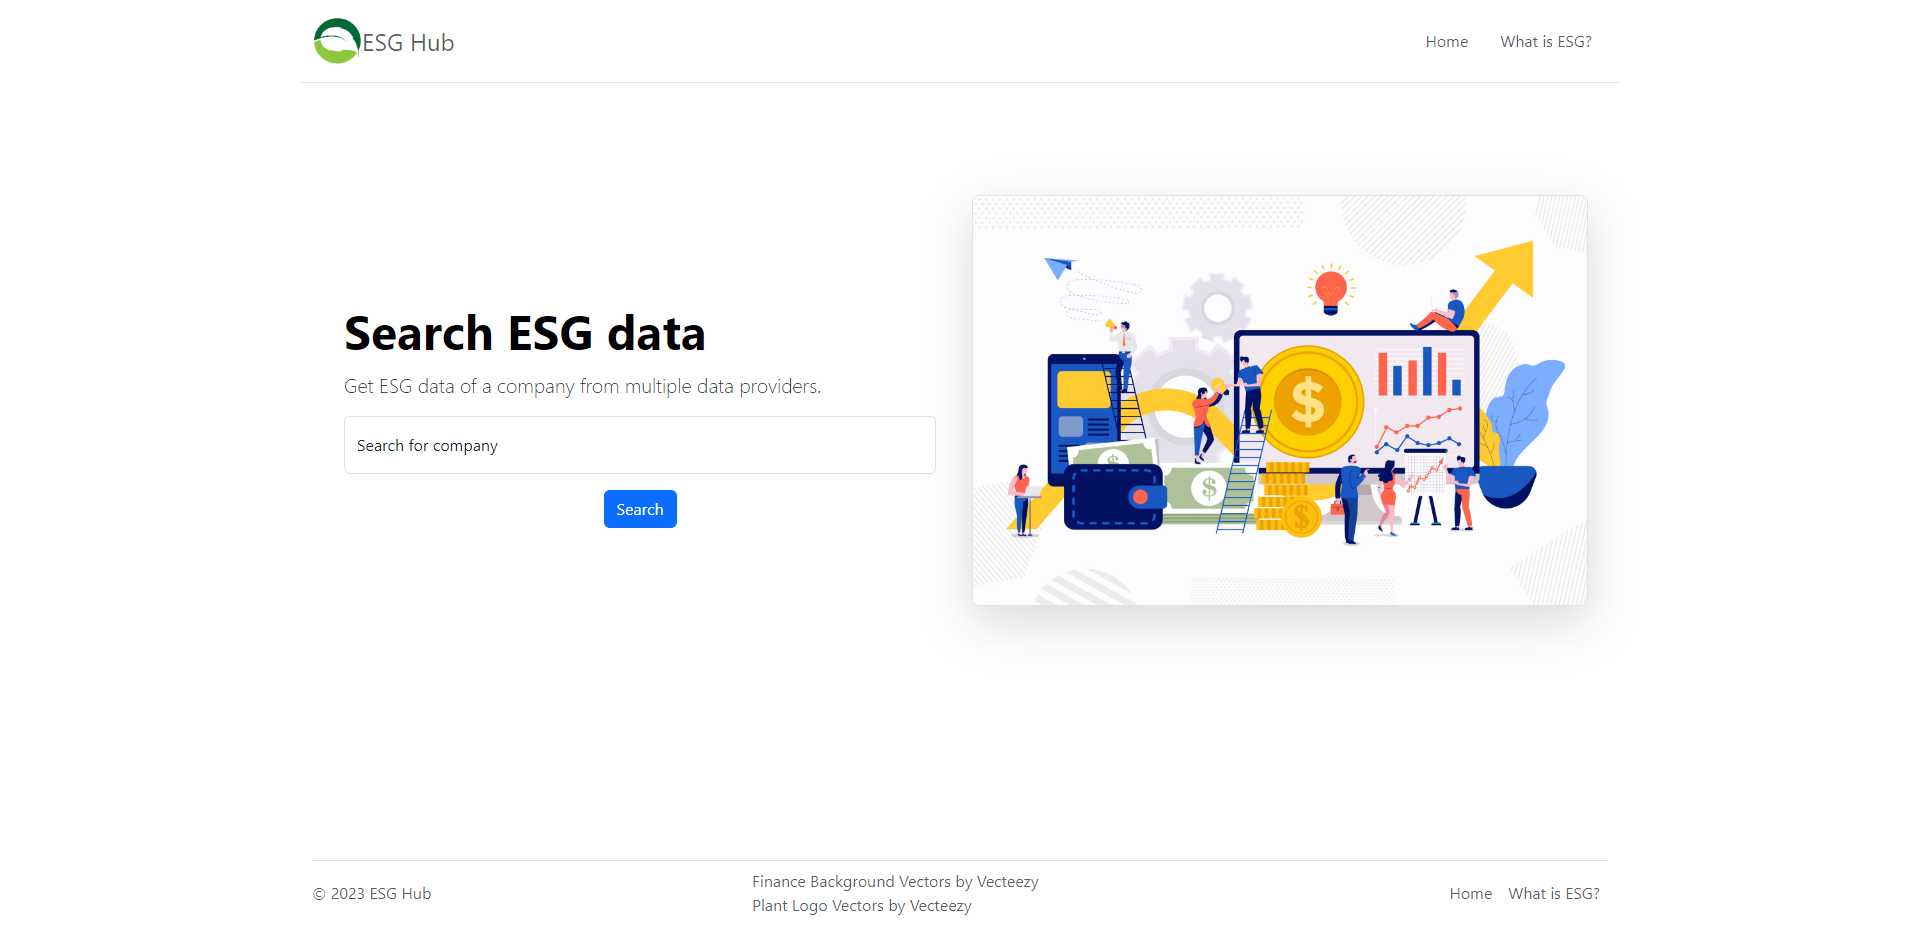 ESG Hub
Home
What is ESG?
Search ESG data
Get ESG data of a company from multiple data providers.
Search for company
Search
$
$
$
$
© 2023 ESG Hub
Finance Background Vectors by Vecteezy
Plant Logo Vectors by Vecteezy
Home
What is ESG?